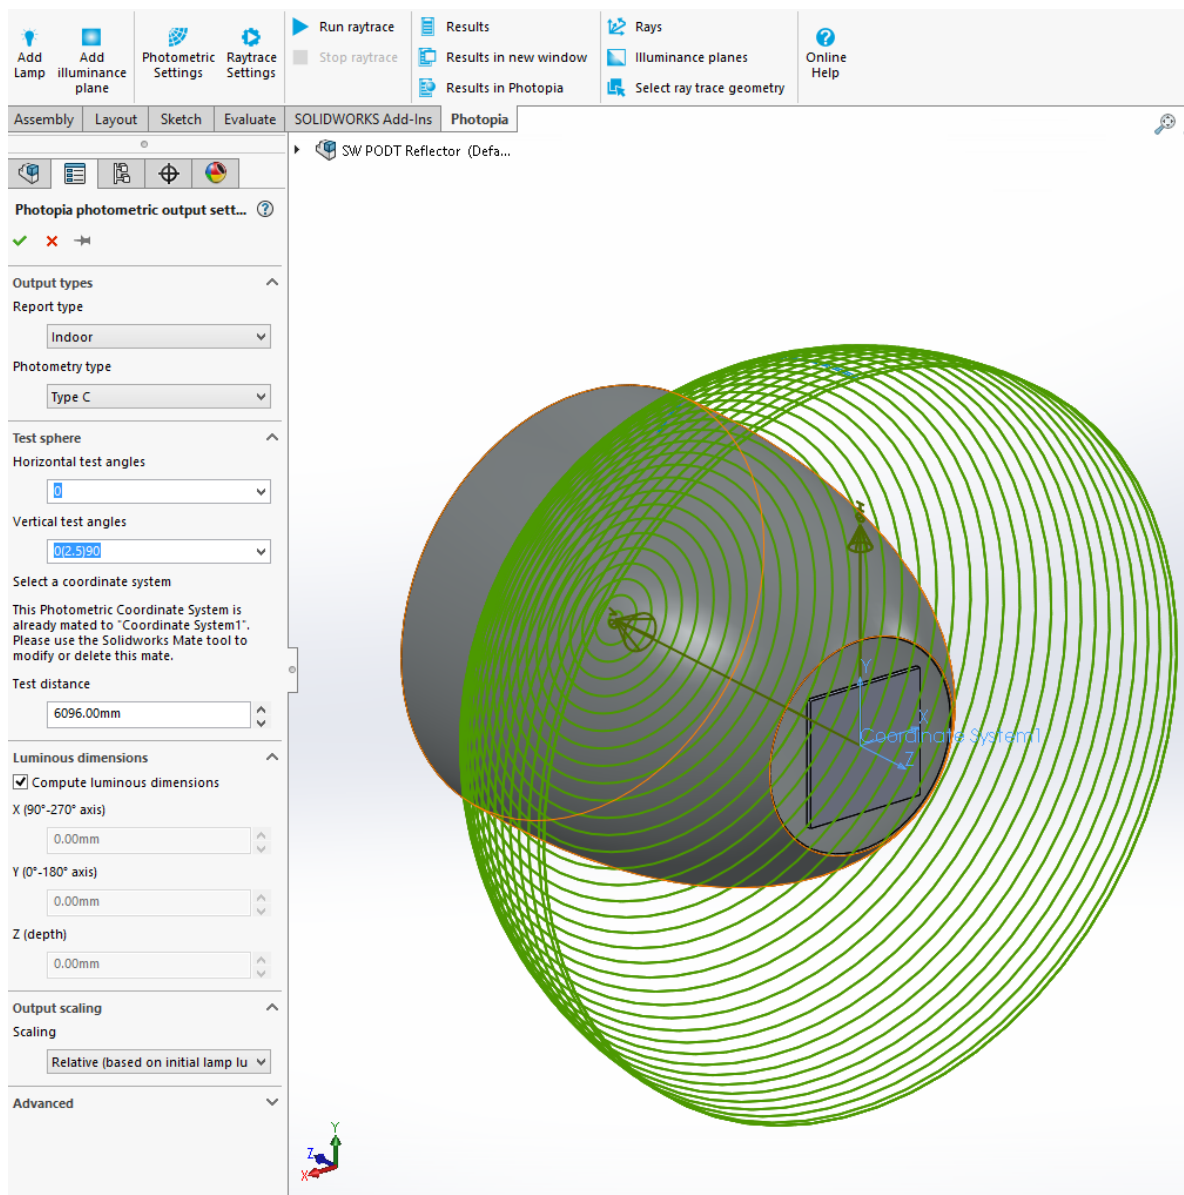 Add Lamp
Add illuminance plane
Photometric Settings
Raytrace Settings
Run raytrace
Stop raytrace
Results
Results in new window
Results in Photopia
Rays
Illuminance planes
Select ray trace geometry
Online Help
Assembly
Layout
Sketch
Evaluate
SOLIDWORKS Add-Ins
Photopia
SW PODT Reflector (Defa...
Photopia photometric output sett...
Output types
Report type
Indoor
Photometry type
Type C
Test sphere
Horizontal test angles
0
Vertical test angles
0(2.5)90
Select a coordinate system
This Photometric Coordinate System is
already mated to "Coordinate System1".
Please use the Solidworks Mate tool to
modify or delete this mate.
Test distance
6096.00mm
Luminous dimensions
Compute luminous dimensions
X (90°-270° axis)
0.00mm
Y (0°-180° axis)
0.00mm
Z (depth)
0.00mm
Output scaling
Scaling
Relative (based on initial lamp lu
Advanced
Y
X
Coordinate System1
Z
Y
Z
X